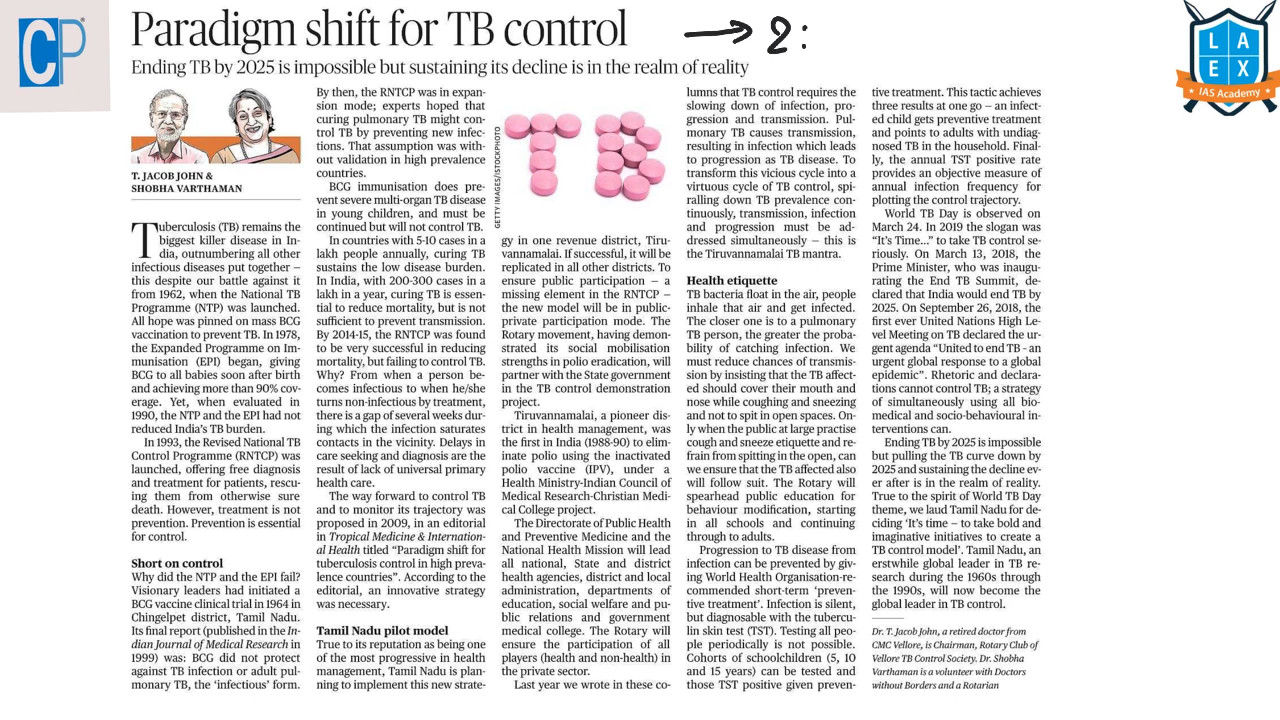 CP
Paradigm shift for TB control
→ 2:
L A
E X
IAS Academy
Ending TB by 2025 is impossible but sustaining its decline is in the realm of reality
T. JACOB JOHN &
SHOBHA VARTHAMAN
Tuberculosis (TB) remains the
biggest killer disease in In-
dia, outnumbering all other
infectious diseases put together –
this despite our battle against it
from 1962, when the National TB
Programme (NTP) was launched.
All hope was pinned on mass BCG
vaccination to prevent TB. In 1978,
the Expanded Programme on Im-
munisation (EPI) began, giving
BCG to all babies soon after birth
and achieving more than 90% cov-
erage. Yet, when evaluated in
1990, the NTP and the EPI had not
reduced India's TB burden.
In 1993, the Revised National TB
Control Programme (RNTCP) was
launched, offering free diagnosis
and treatment for patients, rescu-
ing them from otherwise sure
death. However, treatment is not
prevention. Prevention is essential
for control.
Short on control
Why did the NTP and the EPI fail?
Visionary leaders had initiated a
BCG vaccine clinical trial in 1964 in
Chingelpet district, Tamil Nadu.
Its final report (published in the In-
dian Journal of Medical Research in
1999) was: BCG did not protect
against TB infection or adult pul-
monary TB, the 'infectious' form.
By then, the RNTCP was in expan-
sion mode; experts hoped that
curing pulmonary TB might con-
trol TB by preventing new infec-
tions. That assumption was with-
out validation in high prevalence
countries.
BCG immunisation does pre-
vent severe multi-organ TB disease
in young children, and must be
continued but will not control TB.
In countries with 5-10 cases in a
lakh people annually, curing TB
sustains the low disease burden.
In India, with 200-300 cases in a
lakh in a year, curing TB is essen-
tial to reduce mortality, but is not
sufficient to prevent transmission.
By 2014-15, the RNTCP was found
to be very successful in reducing
mortality, but failing to control TB.
Why? From when a person be-
comes infectious to when he/she
turns non-infectious by treatment,
there is a gap of several weeks dur-
ing which the infection saturates
contacts in the vicinity. Delays in
care seeking and diagnosis are the
result of lack of universal primary
health care.
The way forward to control TB
and to monitor its trajectory was
proposed in 2009, in an editorial
in Tropical Medicine & Internation-
al Health titled "Paradigm shift for
tuberculosis control in high preva-
lence countries". According to the
editorial, an innovative strategy
was necessary.
Tamil Nadu pilot model
True to its reputation as being one
of the most progressive in health
management, Tamil Nadu is plan-
ning to implement this new strate-
GETTY IMAGES/ISTOCKPHOTO
TB
gy in one revenue district, Tiru-
vannamalai. If successful, it will be
replicated in all other districts. To
ensure public participation – a
missing element in the RNTCP –
the new model will be in public-
private participation mode. The
Rotary movement, having demon-
strated its social mobilisation
strengths in polio eradication, will
partner with the State government
in the TB control demonstration
project.
Tiruvannamalai, a pioneer dis-
trict in health management, was
the first in India (1988-90) to elim-
inate polio using the inactivated
polio vaccine (IPV), under a
Health Ministry-Indian Council of
Medical Research-Christian Medi-
cal College project.
The Directorate of Public Health
and Preventive Medicine and the
National Health Mission will lead
all national, State and district
health agencies, district and local
administration, departments of
education, social welfare and pu-
blic relations and government
medical college. The Rotary will
ensure the participation of all
players (health and non-health) in
the private sector.
Last year we wrote in these co-
lumns that TB control requires the
slowing down of infection, pro-
gression and transmission. Pul-
monary TB causes transmission,
resulting in infection which leads
to progression as TB disease. To
transform this vicious cycle into a
virtuous cycle of TB control, spi-
ralling down TB prevalence con-
tinuously, transmission, infection
and progression must be ad-
dressed simultaneously – this is
the Tiruvannamalai TB mantra.
Health etiquette
TB bacteria float in the air, people
inhale that air and get infected.
The closer one is to a pulmonary
TB person, the greater the proba-
bility of catching infection. We
must reduce chances of transmis-
sion by insisting that the TB affect-
ed should cover their mouth and
nose while coughing and sneezing
and not to spit in open spaces. On-
ly when the public at large practise
cough and sneeze etiquette and re-
frain from spitting in the open, can
we ensure that the TB affected also
will follow suit. The Rotary will
spearhead public education for
behaviour modification, starting
in all schools and continuing
through to adults.
Progression to TB disease from
infection can be prevented by giv-
ing World Health Organisation-re-
commended short-term 'preven-
tive treatment'. Infection is silent,
but diagnosable with the tubercu-
lin skin test (TST). Testing all peo-
ple periodically is not possible.
Cohorts of schoolchildren (5, 10
and 15 years) can be tested and
those TST positive given preven-
tive treatment. This tactic achieves
three results at one go – an infect-
ed child gets preventive treatment
and points to adults with undiag-
nosed TB in the household. Final-
ly, the annual TST positive rate
provides an objective measure of
annual infection frequency for
plotting the control trajectory.
World TB Day is observed on
March 24. In 2019 the slogan was
"It's Time..." to take TB control se-
riously. On March 13, 2018, the
Prime Minister, who was inaugu-
rating the End TB Summit, de-
clared that India would end TB by
2025. On September 26, 2018, the
first ever United Nations High Le-
vel Meeting on TB declared the ur-
gent agenda "United to end TB - an
urgent global response to a global
epidemic". Rhetoric and declara-
tions cannot control TB; a strategy
of simultaneously using all bio-
medical and socio-behavioural in-
terventions can.
Ending TB by 2025 is impossible
but pulling the TB curve down by
2025 and sustaining the decline ev-
er after is in the realm of reality.
True to the spirit of World TB Day
theme, we laud Tamil Nadu for de-
ciding 'It's time – to take bold and
imaginative initiatives to create a
TB control model'. Tamil Nadu, an
erstwhile global leader in TB re-
search during the 1960s through
the 1990s, will now become the
global leader in TB control.
Dr. T. Jacob John, a retired doctor from
CMC Vellore, is Chairman, Rotary Club of
Vellore TB Control Society. Dr. Shobha
Varthaman is a volunteer with Doctors
without Borders and a Rotarian